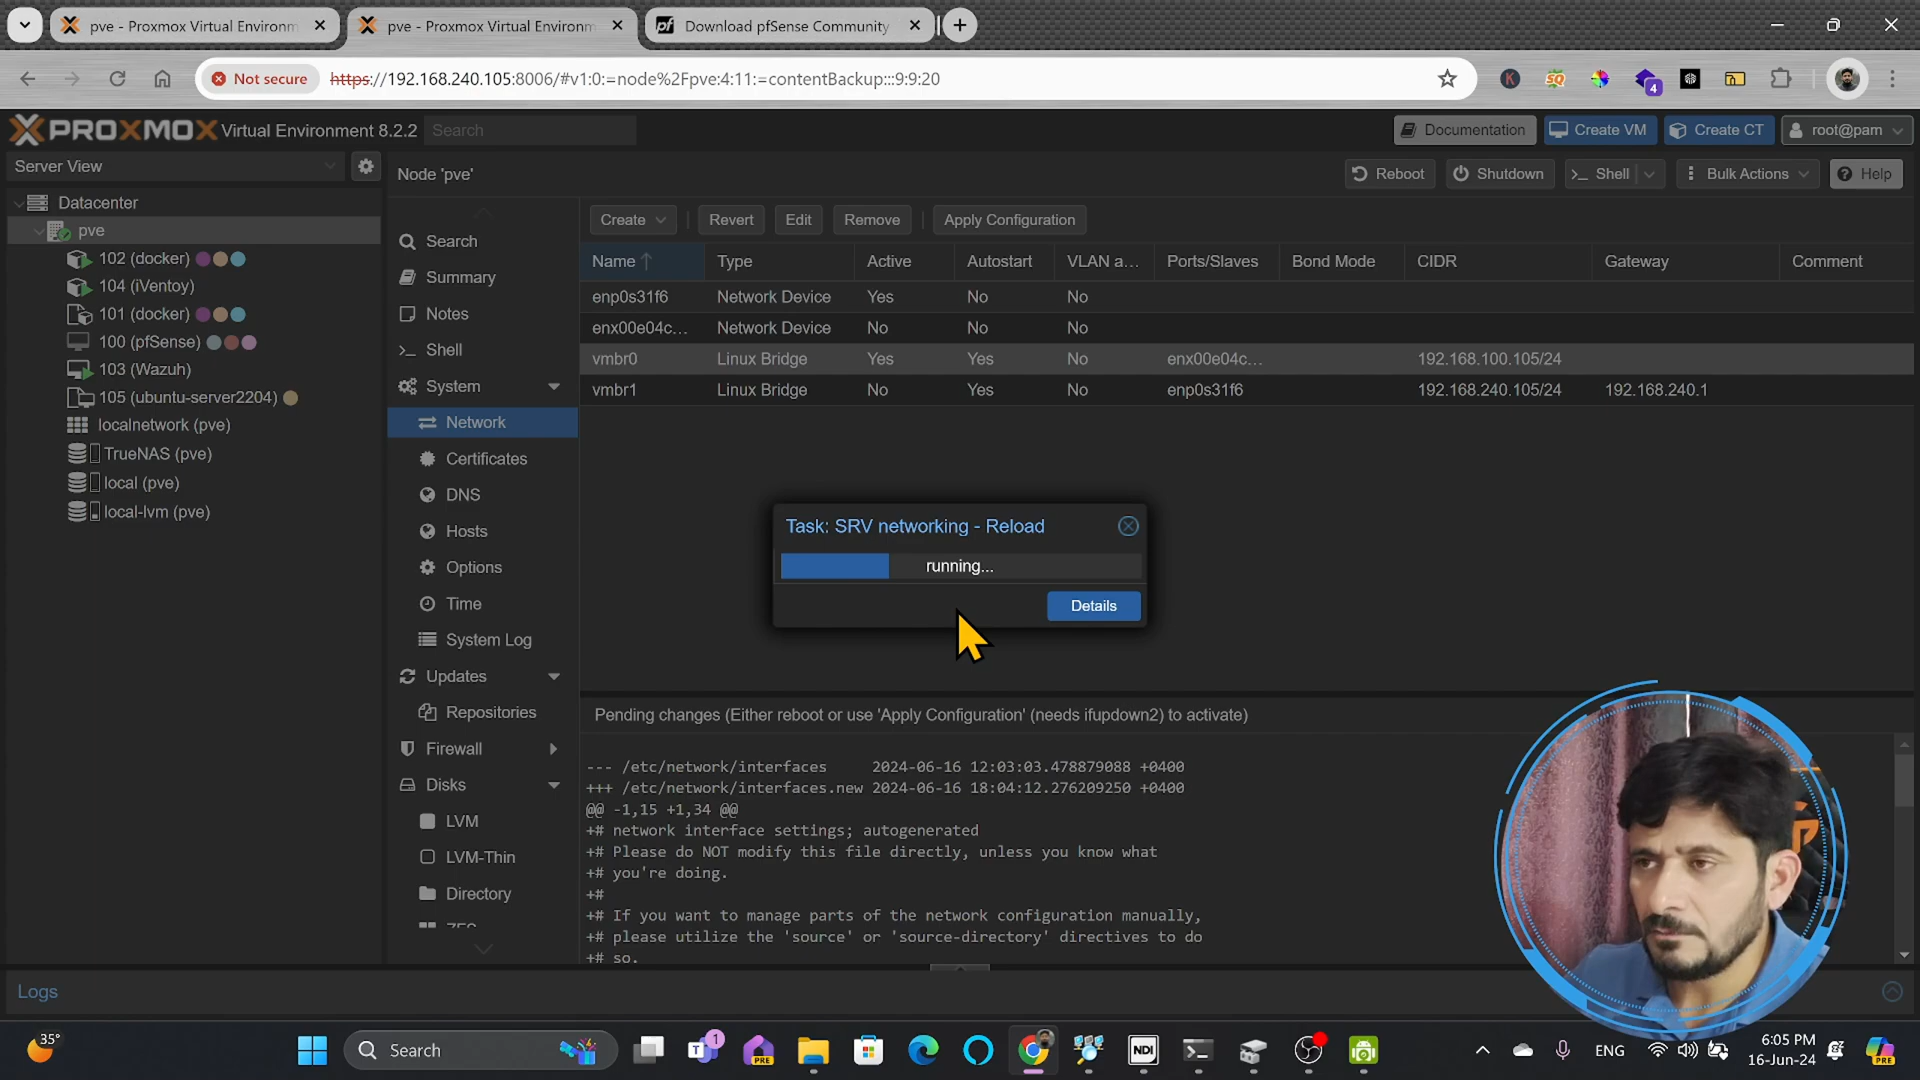 pve - Proxmox Virtual Environm
pve - Proxmox Virtual Environm
pf
Download pfSense Community
Not secure
https://192.168.240.105:8006/#v1:0:=node%2Fpve:4:11:=contentBackup:::9:9:20
K
SQ
4
PROXMOX Virtual Environment 8.2.2
Search
Documentation
Create VM
Create CT
root@pam
Server View
Node 'pve'
Reboot
Shutdown
>_ Shell
Bulk Actions
Help
Datacenter
pve
102 (docker)
104 (iVentoy)
101 (docker)
100 (pfSense)
103 (Wazuh)
105 (ubuntu-server2204)
localnetwork (pve)
TrueNAS (pve)
local (pve)
local-lvm (pve)
Search
Summary
Notes
>_ Shell
System
Network
Certificates
DNS
Hosts
Options
Time
System Log
Updates
Repositories
Firewall
Disks
LVM
LVM-Thin
Directory
Create
Revert
Edit
Remove
Apply Configuration
Name Type Active Autostart VLAN a... Ports/Slaves Bond Mode CIDR Gateway Comment
enp0s31f6 Network Device Yes No No
enx00e04c... Network Device No No No
vmbr0 Linux Bridge Yes Yes No enx00e04c... 192.168.100.105/24
vmbr1 Linux Bridge No Yes No enp0s31f6 192.168.240.105/24 192.168.240.1
Task: SRV networking - Reload
running...
Details
Pending changes (Either reboot or use 'Apply Configuration' (needs ifupdown2) to activate)
--- /etc/network/interfaces 2024-06-16 12:03:03.478879088 +0400
+++ /etc/network/interfaces.new 2024-06-16 18:04:12.276209250 +0400
@@ -1,15 +1,34 @@
+# network interface settings; autogenerated
+# Please do NOT modify this file directly, unless you know what
+# you're doing.
+#
+# If you want to manage parts of the network configuration manually,
+# please utilize the 'source' or 'source-directory' directives to do
+# so.
Logs
35°
Search
1
PRE
NDI
ENG
6:05 PM
16-Jun-24
PRE